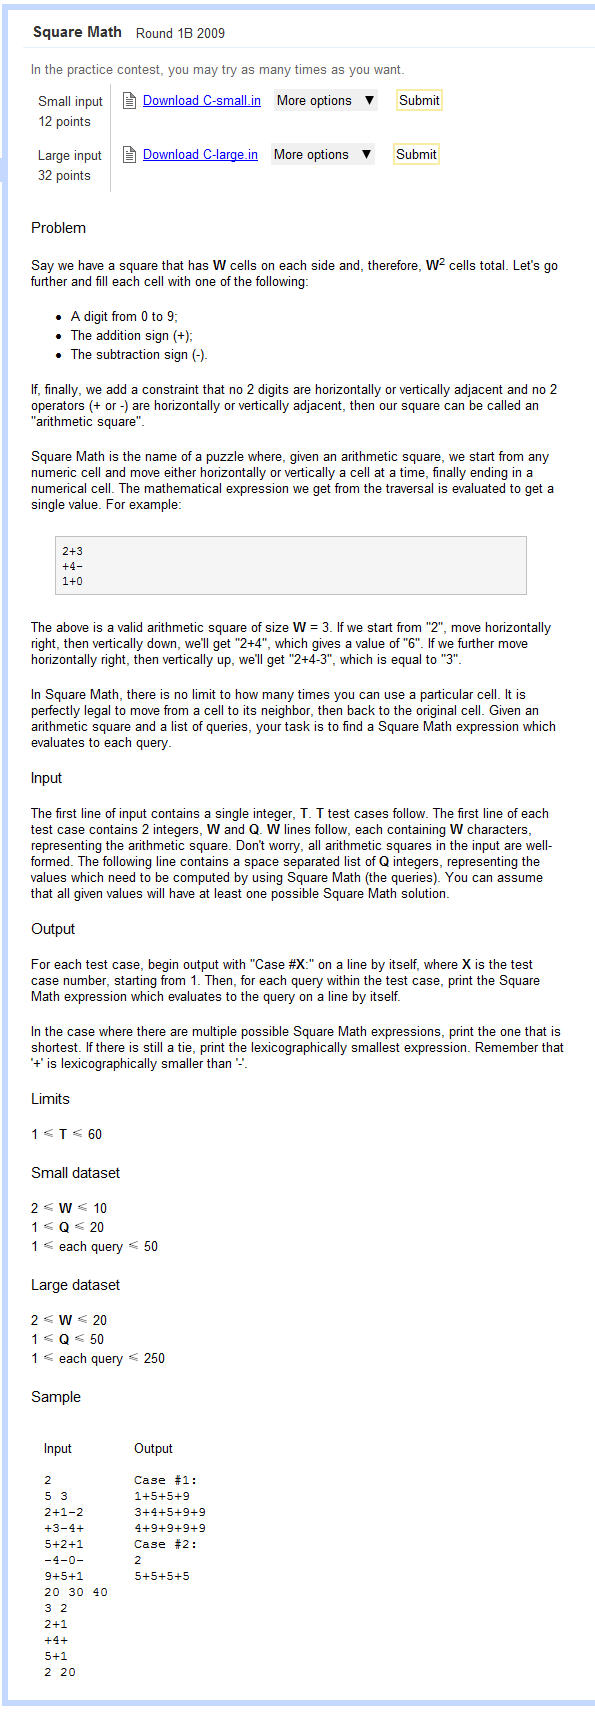 Square Math Round 1B 2009
In the practice contest, you may try as many times as you want.
Small input
12 points
Download C-small.in More options ▼ Submit
Large input
32 points
Download C-large.in More options ▼ Submit
Problem
Say we have a square that has W cells on each side and, therefore, W² cells total. Let's go
further and fill each cell with one of the following:
• A digit from 0 to 9;
• The addition sign (+);
• The subtraction sign (-).
If, finally, we add a constraint that no 2 digits are horizontally or vertically adjacent and no 2
operators (+ or -) are horizontally or vertically adjacent, then our square can be called an
"arithmetic square".
Square Math is the name of a puzzle where, given an arithmetic square, we start from any
numeric cell and move either horizontally or vertically a cell at a time, finally ending in a
numerical cell. The mathematical expression we get from the traversal is evaluated to get a
single value. For example:
2+3
+4-
1+0
The above is a valid arithmetic square of size W = 3. If we start from "2", move horizontally
right, then vertically down, we'll get "2+4", which gives a value of "6". If we further move
horizontally right, then vertically up, we'll get "2+4-3", which is equal to "3".
In Square Math, there is no limit to how many times you can use a particular cell. It is
perfectly legal to move from a cell to its neighbor, then back to the original cell. Given an
arithmetic square and a list of queries, your task is to find a Square Math expression which
evaluates to each query.
Input
The first line of input contains a single integer, T. T test cases follow. The first line of each
test case contains 2 integers, W and Q. W lines follow, each containing W characters,
representing the arithmetic square. Don't worry, all arithmetic squares in the input are well-
formed. The following line contains a space separated list of Q integers, representing the
values which need to be computed by using Square Math (the queries). You can assume
that all given values will have at least one possible Square Math solution.
Output
For each test case, begin output with "Case #X:" on a line by itself, where X is the test
case number, starting from 1. Then, for each query within the test case, print the Square
Math expression which evaluates to the query on a line by itself.
In the case where there are multiple possible Square Math expressions, print the one that is
shortest. If there is still a tie, print the lexicographically smallest expression. Remember that
'+' is lexicographically smaller than '-'.
Limits
1 ≤ T ≤ 60
Small dataset
2 ≤ W ≤ 10
1 ≤ Q ≤ 20
1 ≤ each query ≤ 50
Large dataset
2 ≤ W ≤ 20
1 ≤ Q ≤ 50
1 ≤ each query ≤ 250
Sample
Input Output
2 Case #1:
5 3 1+5+5+9
2+1-2 3+4+5+9+9
+3-4+ 4+9+9+9+9
5+2+1 Case #2:
-4-0- 2
9+5+1 5+5+5+5
20 30 40
3 2
2+1
+4+
5+1
2 20